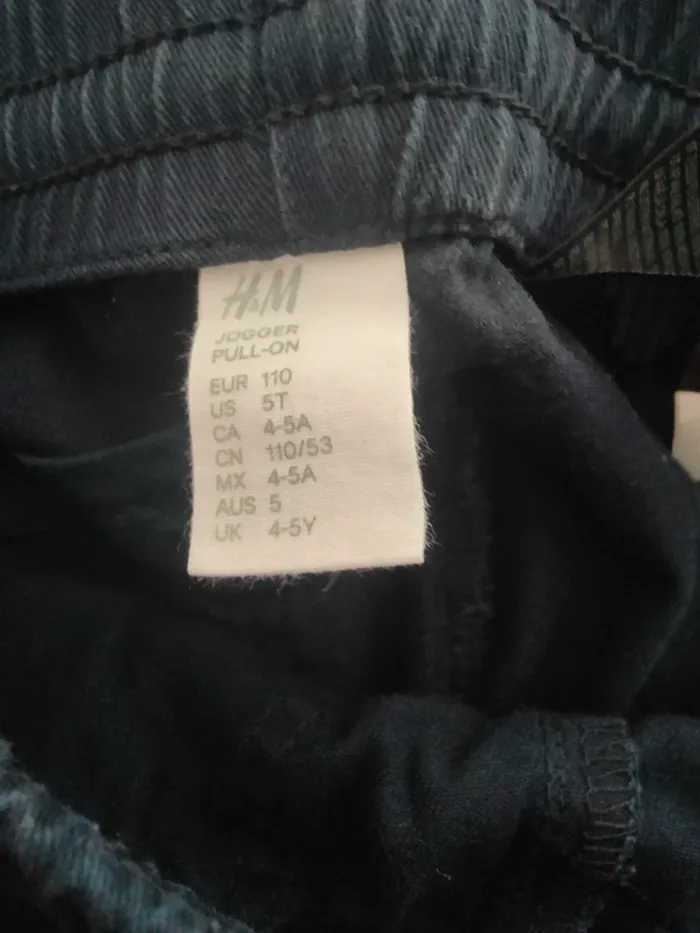 H&M
JOGGER
PULL-ON
EUR 110
US 5T
CA 4-5A
CN 110/53
MX 4-5A
AUS 5
UK 4-5Y